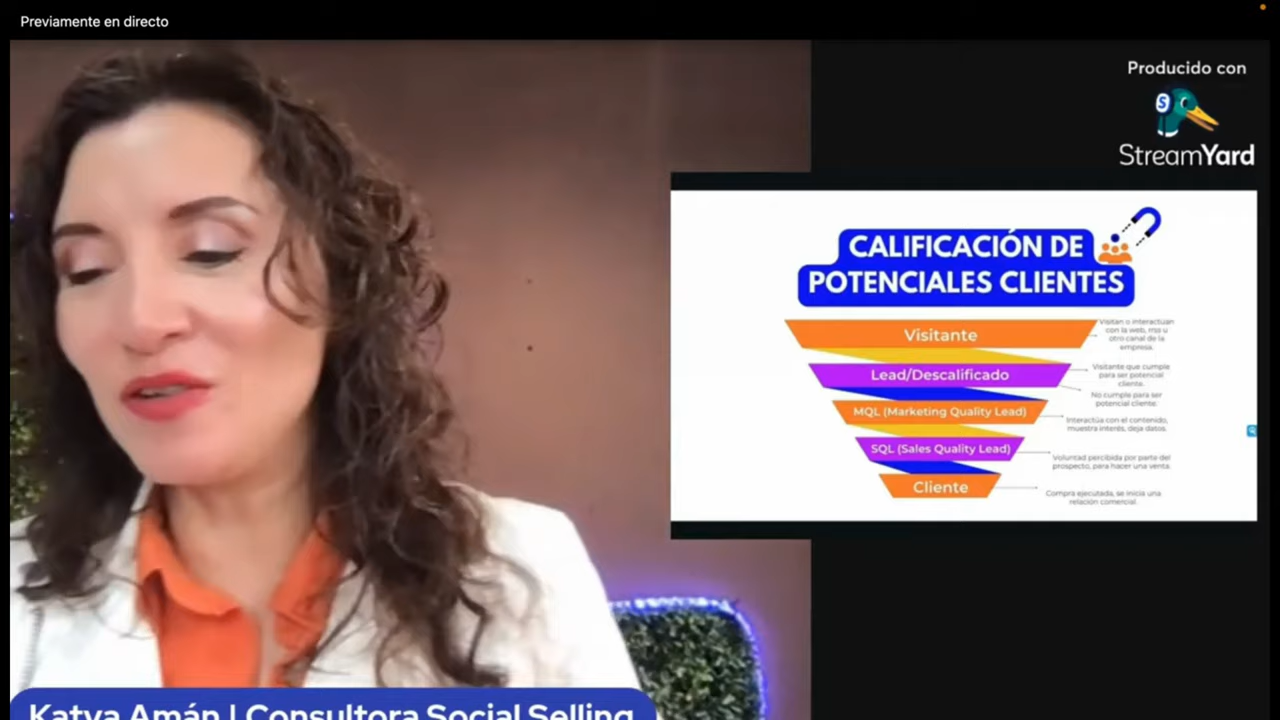 Previamente en directo
Producido con
S
StreamYard
CALIFICACIÓN DE
POTENCIALES CLIENTES
Visitante
Visitan o interactúan
con la web, rrss u
otro canal de la
empresa.
Lead/Descalificado
Visitante que cumple
para ser potencial
cliente.
No cumple para ser
potencial cliente.
MQL (Marketing Quality Lead)
Interactúa con el contenido,
muestra interés, deja datos.
SQL (Sales Quality Lead)
Voluntad percibida por parte del
prospecto, para hacer una venta.
Cliente
Compra ejecutada, se inicia una
relación comercial.
Katya Amán | Consultora Social Selling